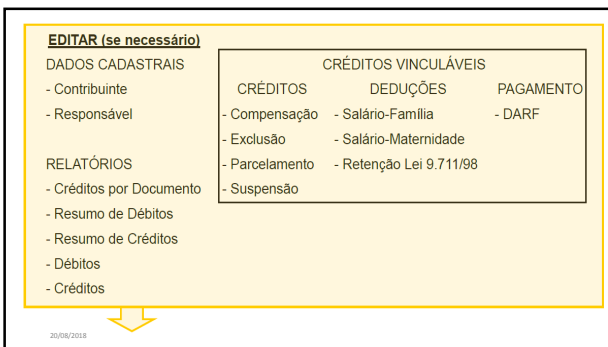 EDITAR (se necessário)
DADOS CADASTRAIS
- Contribuinte
- Responsável
RELATÓRIOS
- Créditos por Documento
- Resumo de Débitos
- Resumo de Créditos
- Débitos
- Créditos
CRÉDITOS VINCULÁVEIS
CRÉDITOS
- Compensação
- Exclusão
- Parcelamento
- Suspensão
DEDUÇÕES
- Salário-Família
- Salário-Maternidade
- Retenção Lei 9.711/98
PAGAMENTO
- DARF
20/08/2018